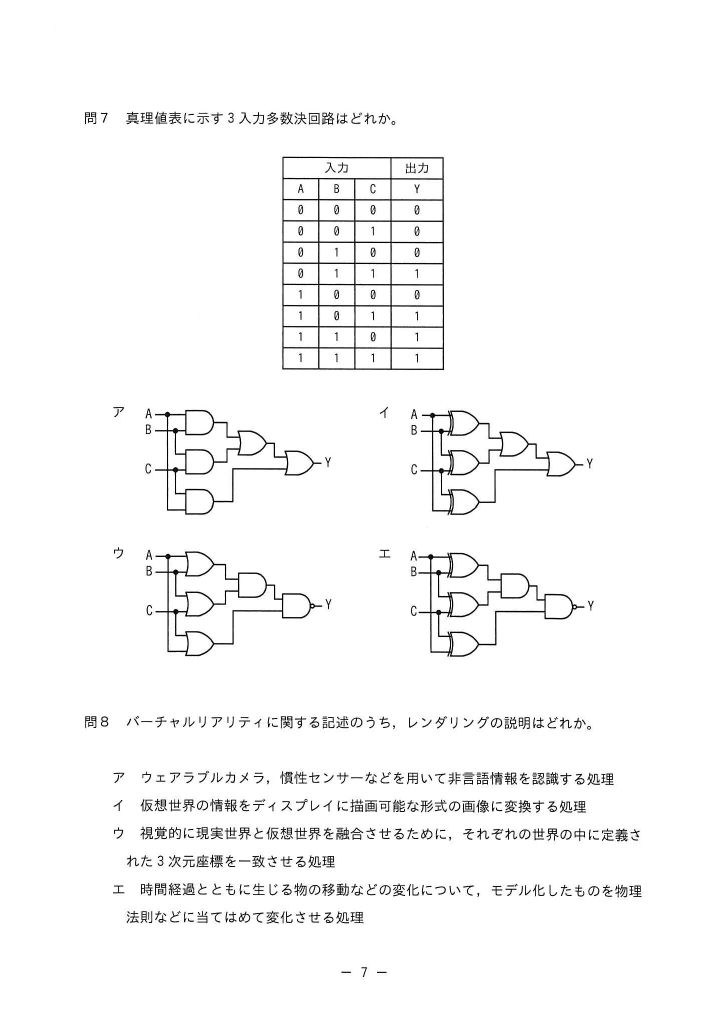 問7　真理値表に示す3入力多数決回路はどれか。
入力　出力
A　B　C　Y
0　0　0　0
0　0　1　0
0　1　0　0
0　1　1　1
1　0　0　0
1　0　1　1
1　1　0　1
1　1　1　1
ア　A　イ　A
B　B
Y　Y
C　C
ウ　A　エ　A
B　B
Y　Y
C　C
問8　バーチャルリアリティに関する記述のうち，レンダリングの説明はどれか。
ア　ウェアラブルカメラ，慣性センサーなどを用いて非言語情報を認識する処理
イ　仮想世界の情報をディスプレイに描画可能な形式の画像に変換する処理
ウ　視覚的に現実世界と仮想世界を融合させるために，それぞれの世界の中に定義さ
れた3次元座標を一致させる処理
エ　時間経過とともに生じる物の移動などの変化について，モデル化したものを物理
法則などに当てはめて変化させる処理
― 7 ―